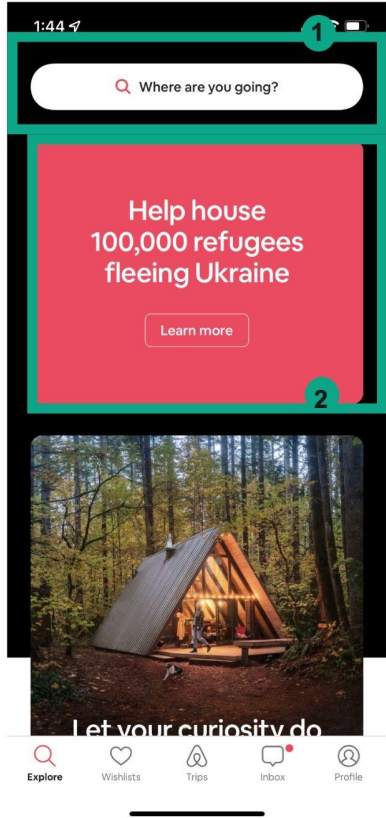 1:44
1
Where are you going?
Help house
100,000 refugees
fleeing Ukraine
Learn more
2
Let your curiosity do
Explore Wishlists Trips Inbox Profile